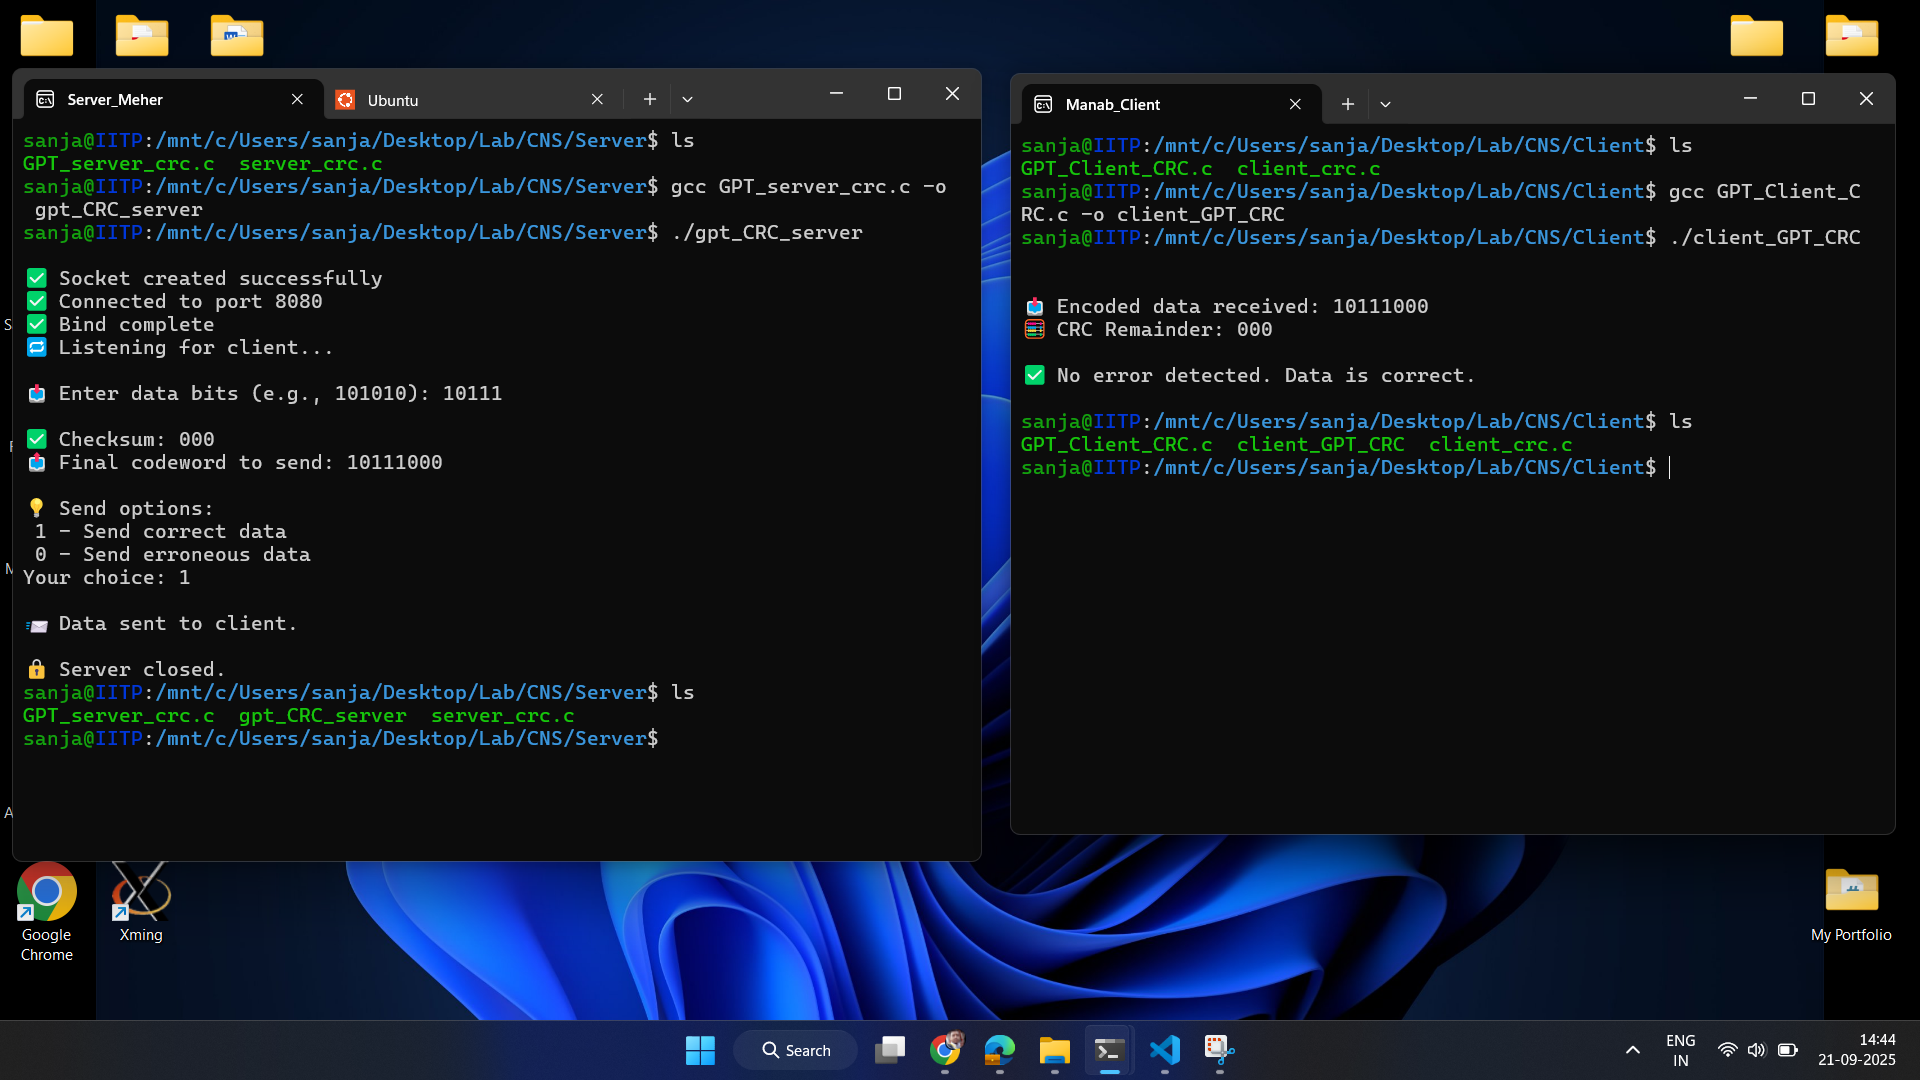 Server_Meher
Ubuntu
sanja@IITP:/mnt/c/Users/sanja/Desktop/Lab/CNS/Server$ ls
GPT_server_crc.c  server_crc.c
sanja@IITP:/mnt/c/Users/sanja/Desktop/Lab/CNS/Server$ gcc GPT_server_crc.c -o
gpt_CRC_server
sanja@IITP:/mnt/c/Users/sanja/Desktop/Lab/CNS/Server$ ./gpt_CRC_server
✅ Socket created successfully
✅ Connected to port 8080
✅ Bind complete
🔁 Listening for client...
📥 Enter data bits (e.g., 101010): 10111
✅ Checksum: 000
📤 Final codeword to send: 10111000
💡 Send options:
1 - Send correct data
0 - Send erroneous data
Your choice: 1
📨 Data sent to client.
🔒 Server closed.
sanja@IITP:/mnt/c/Users/sanja/Desktop/Lab/CNS/Server$ ls
GPT_server_crc.c  gpt_CRC_server  server_crc.c
sanja@IITP:/mnt/c/Users/sanja/Desktop/Lab/CNS/Server$
Manab_Client
sanja@IITP:/mnt/c/Users/sanja/Desktop/Lab/CNS/Client$ ls
GPT_Client_CRC.c  client_crc.c
sanja@IITP:/mnt/c/Users/sanja/Desktop/Lab/CNS/Client$ gcc GPT_Client_C
RC.c -o client_GPT_CRC
sanja@IITP:/mnt/c/Users/sanja/Desktop/Lab/CNS/Client$ ./client_GPT_CRC
📥 Encoded data received: 10111000
🧮 CRC Remainder: 000
✅ No error detected. Data is correct.
sanja@IITP:/mnt/c/Users/sanja/Desktop/Lab/CNS/Client$ ls
GPT_Client_CRC.c  client_GPT_CRC  client_crc.c
sanja@IITP:/mnt/c/Users/sanja/Desktop/Lab/CNS/Client$
Google
Chrome
Xming
My Portfolio
Search
ENG
IN
14:44
21-09-2025